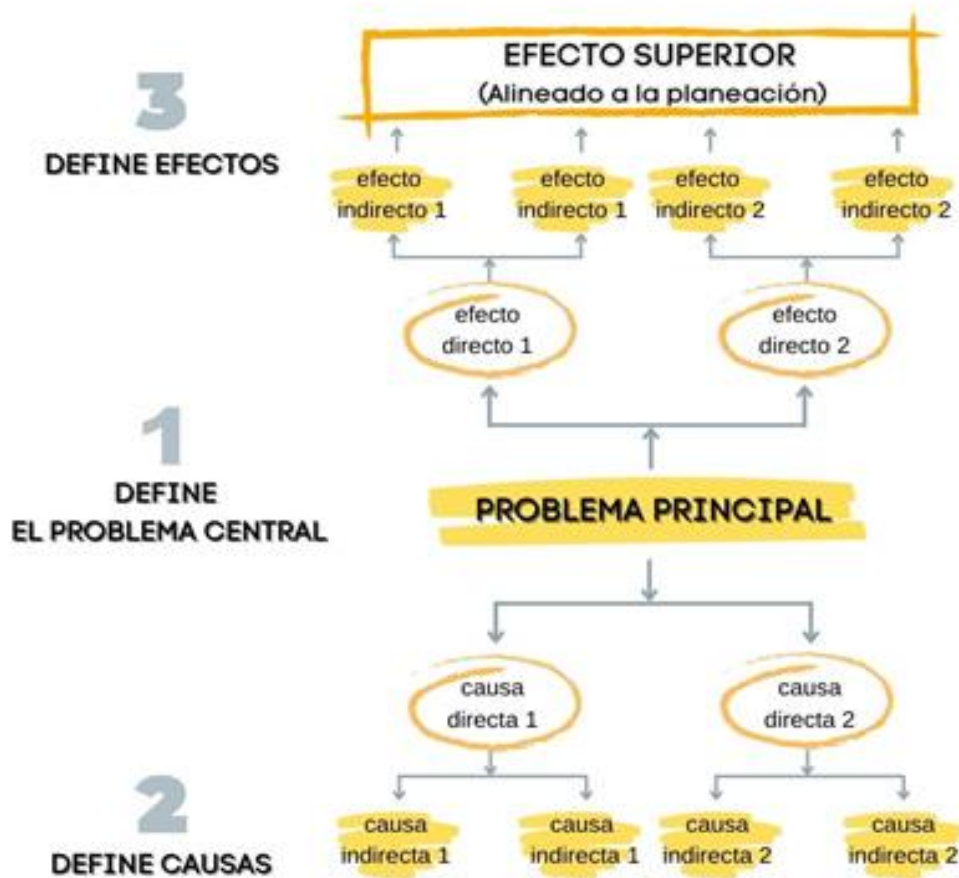 EFECTO SUPERIOR
(Alineado a la planeación)
3
DEFINE EFECTOS
efecto
indirecto 1
efecto
indirecto 1
efecto
indirecto 2
efecto
indirecto 2
efecto
directo 1
efecto
directo 2
1
DEFINE
EL PROBLEMA CENTRAL
PROBLEMA PRINCIPAL
causa
directa 1
causa
directa 2
2
DEFINE CAUSAS
causa
indirecta 1
causa
indirecta 1
causa
indirecta 2
causa
indirecta 2